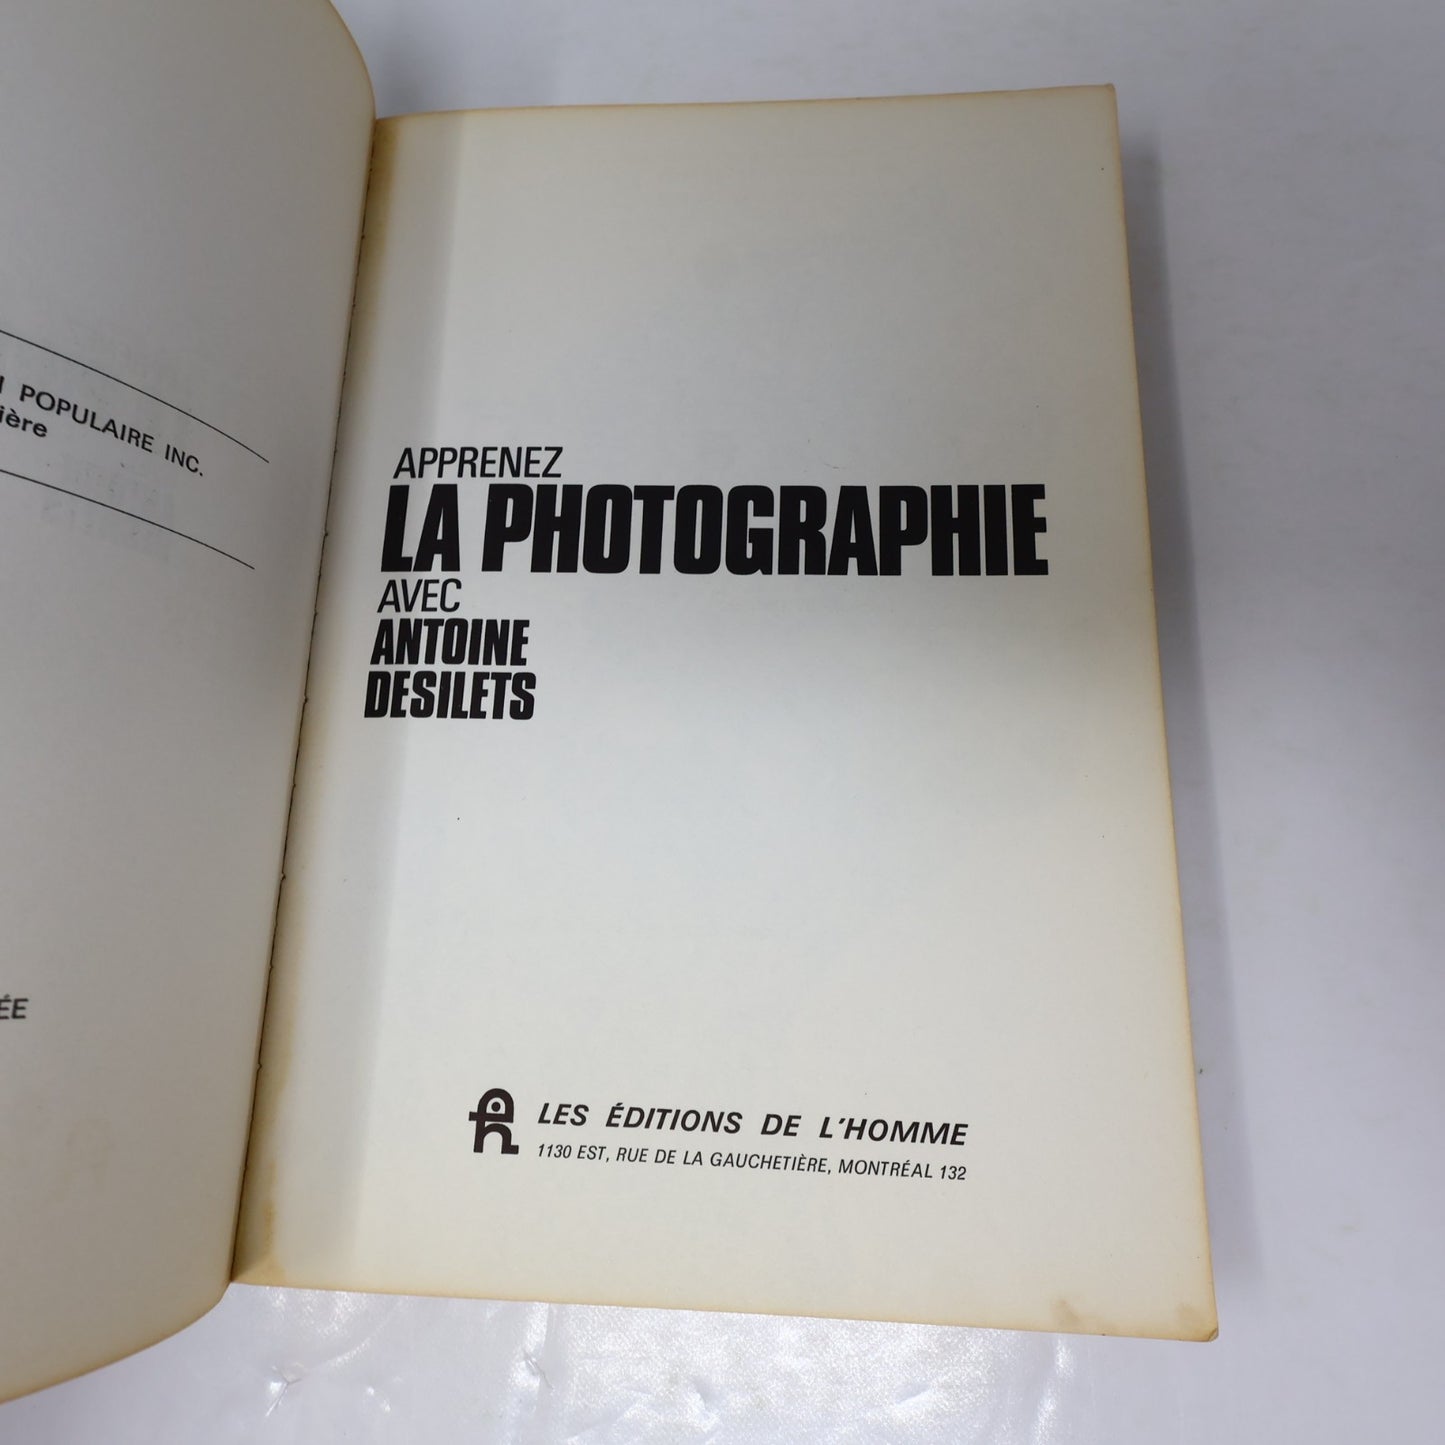 POPULAIRE INC.
ière
ÉE
APPRENEZ
LA PHOTOGRAPHIE
AVEC
ANTOINE
DESILETS
LES ÉDITIONS DE L'HOMME
1130 EST, RUE DE LA GAUCHETIÈRE, MONTRÉAL 132